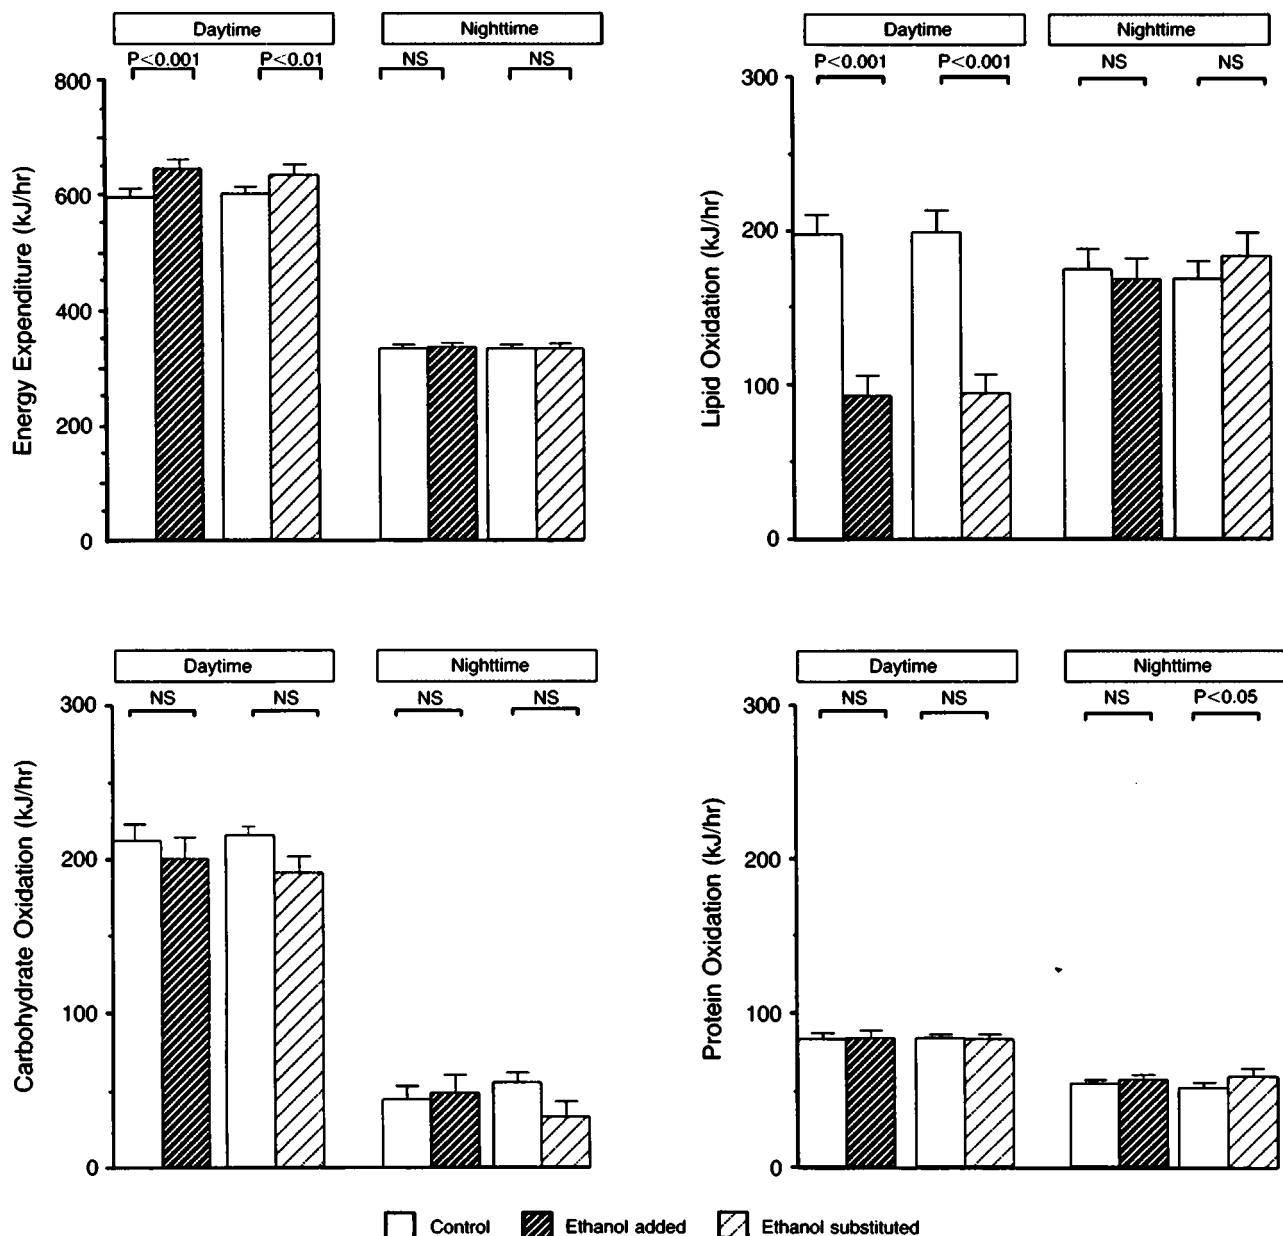 Daytime Nighttime
P<0.001 P<0.01 NS NS
800
600
400
200
0
Energy Expenditure (kJ/hr)
Daytime Nighttime
P<0.001 P<0.001 NS NS
300
200
100
0
Lipid Oxidation (kJ/hr)
Daytime Nighttime
NS NS NS NS
300
200
100
0
Carbohydrate Oxidation (kJ/hr)
Daytime Nighttime
NS NS NS P<0.05
300
200
100
0
Protein Oxidation (kJ/hr)
Control Ethanol added Ethanol substituted